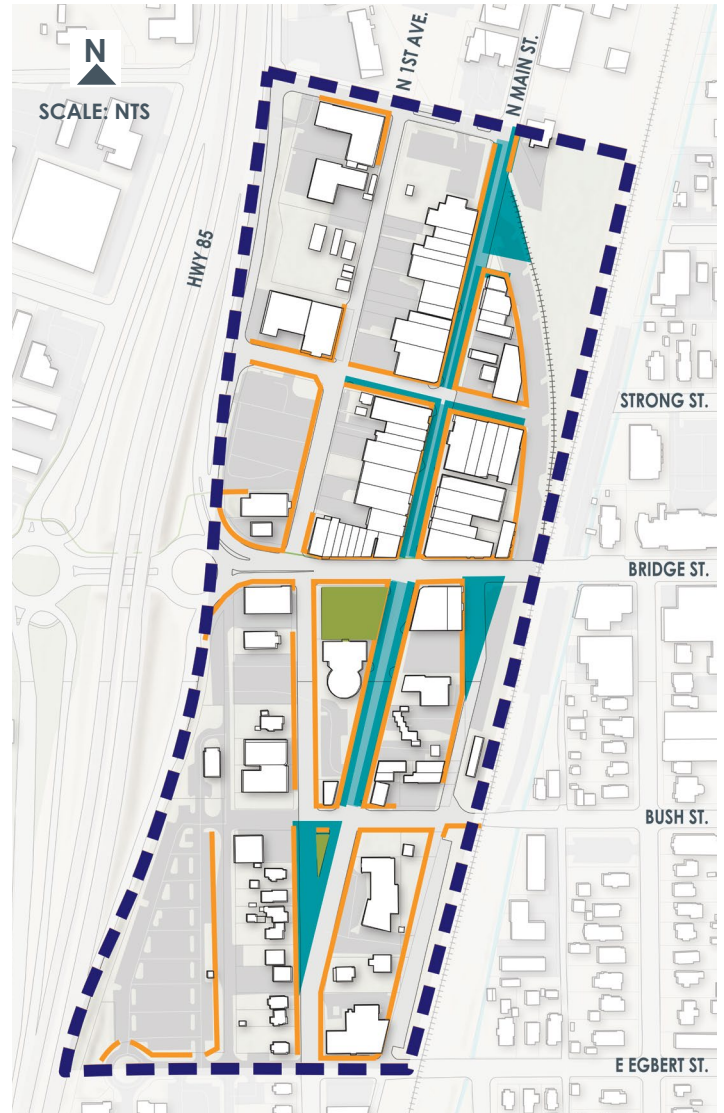 N
SCALE: NTS
N 1ST AVE.
N MAIN ST.
HWY 85
STRONG ST.
BRIDGE ST.
BUSH ST.
E EGBERT ST.